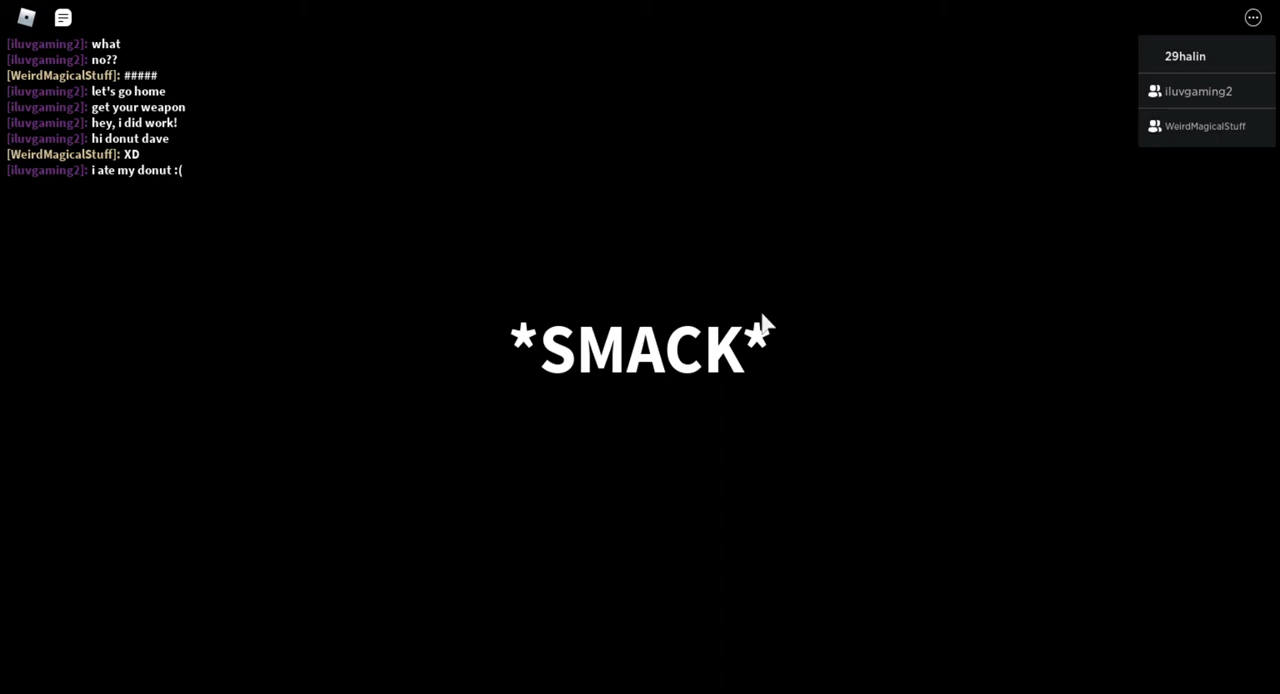 [iluvgaming2]: what
[iluvgaming2]: no??
[WeirdMagicalStuff]: #####
[iluvgaming2]: let's go home
[iluvgaming2]: get your weapon
[iluvgaming2]: hey, i did work!
[iluvgaming2]: hi donut dave
[WeirdMagicalStuff]: XD
[iluvgaming2]: i ate my donut :(
29halin
iluvgaming2
WeirdMagicalStuff
*SMACK*